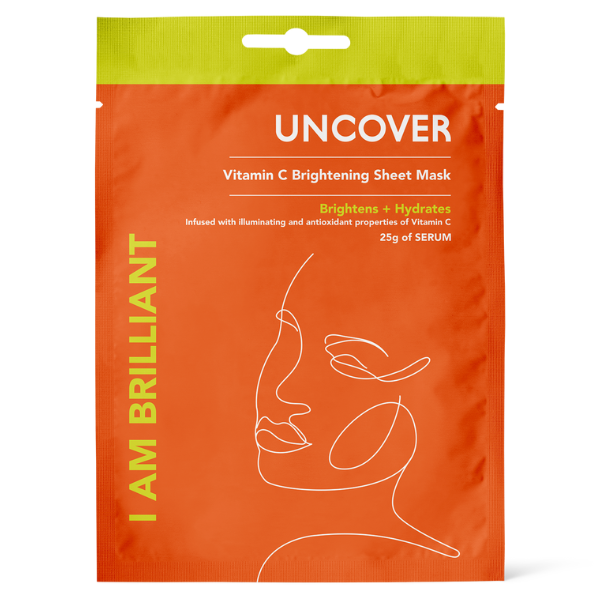 UNCOVER
Vitamin C Brightening Sheet Mask
Brightens + Hydrates
Infused with illuminating and antioxidant properties of Vitamin C
25g of SERUM
I AM BRILLIANT